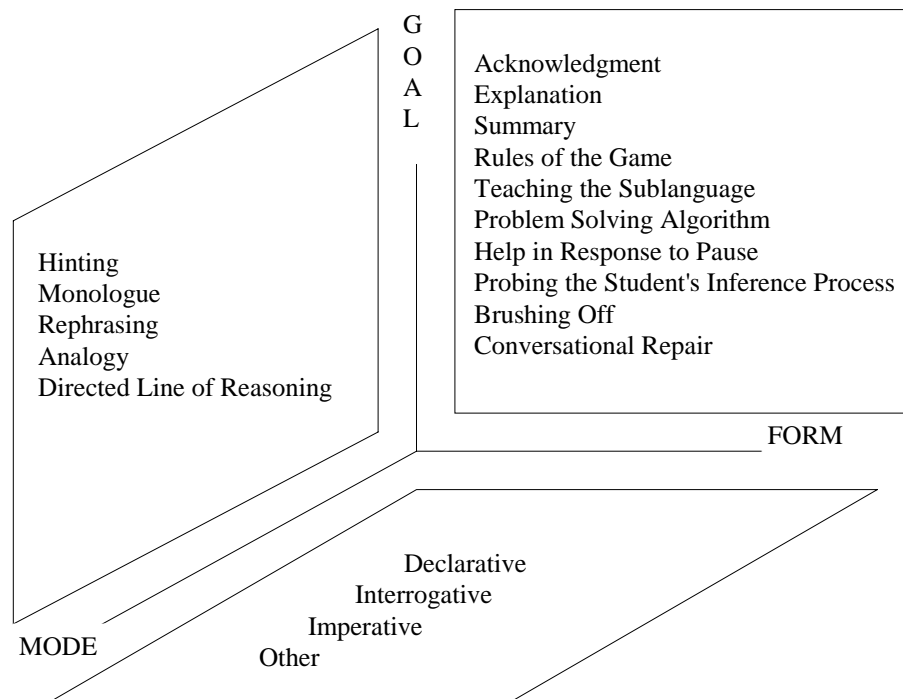 G
O
A
L
Acknowledgment
Explanation
Summary
Rules of the Game
Teaching the Sublanguage
Problem Solving Algorithm
Help in Response to Pause
Probing the Student's Inference Process
Brushing Off
Conversational Repair
Hinting
Monologue
Rephrasing
Analogy
Directed Line of Reasoning
FORM
Declarative
Interrogative
Imperative
Other
MODE